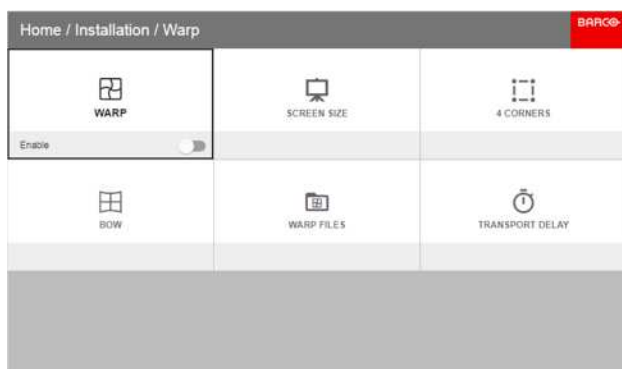 Home / Installation / Warp
BARCO
WARP
SCREEN SIZE
4 CORNERS
Enable
BOW
WARP FILES
TRANSPORT DELAY